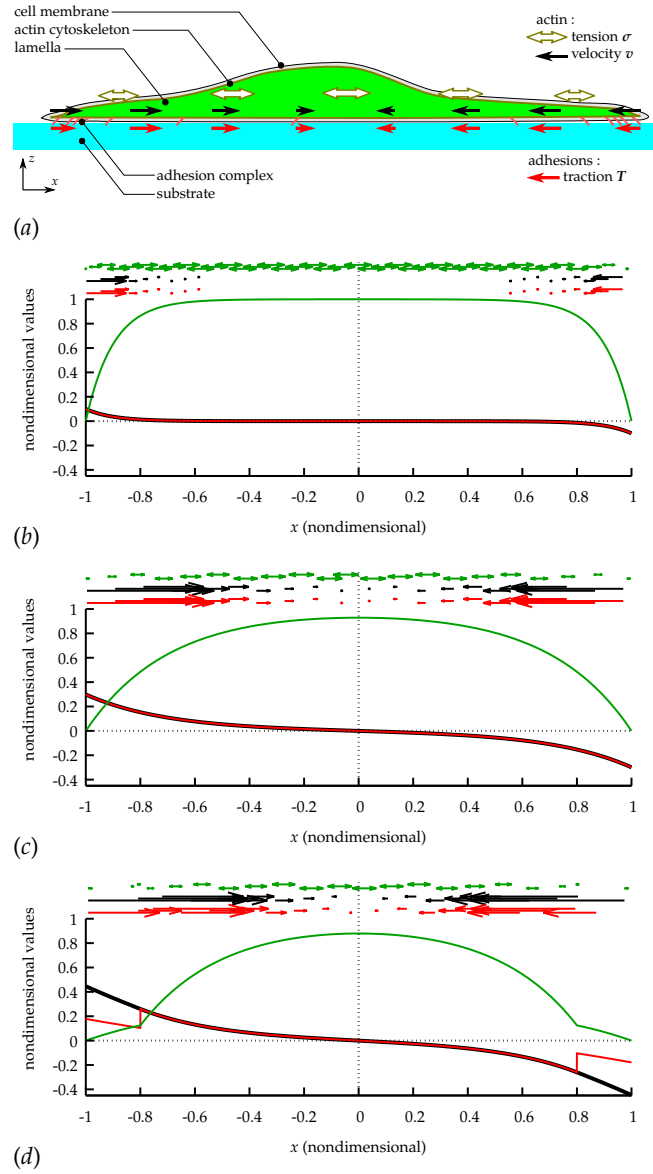 cell membrane
actin cytoskeleton
lamella
actin :
tension σ
velocity v
z
x
adhesion complex
substrate
adhesions :
traction T
(a)
nondimensional values
1
0.8
0.6
0.4
0.2
0
-0.2
-0.4
-1 -0.8 -0.6 -0.4 -0.2 0 0.2 0.4 0.6 0.8 1
x (nondimensional)
(b)
nondimensional values
1
0.8
0.6
0.4
0.2
0
-0.2
-0.4
-1 -0.8 -0.6 -0.4 -0.2 0 0.2 0.4 0.6 0.8 1
x (nondimensional)
(c)
nondimensional values
1
0.8
0.6
0.4
0.2
0
-0.2
-0.4
-1 -0.8 -0.6 -0.4 -0.2 0 0.2 0.4 0.6 0.8 1
x (nondimensional)
(d)